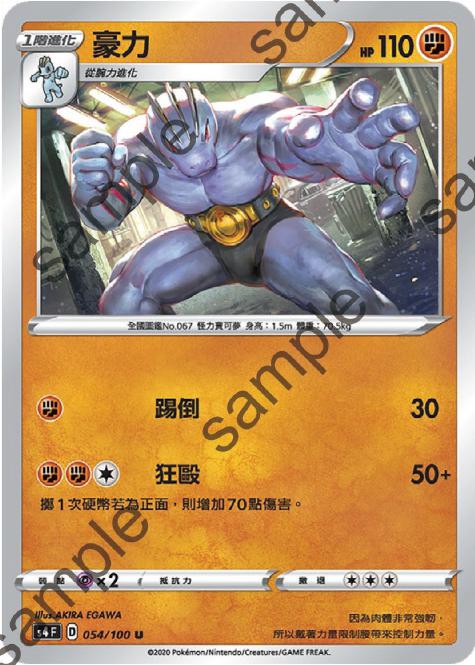 1階進化
豪力
HP 110
從腕力進化
全國圖鑑No.067 怪力寶可夢 身高：1.5m 體重：70.5kg
踢倒 30
狂毆 50+
擲1次硬幣若為正面，則增加70點傷害。
弱點 ×2 抵抗力 撤退
Illus. AKIRA EGAWA
s4F D 054/100 U
因為肉體非常強韌，
所以戴著力量限制腰帶來控制力量。
©2020 Pokémon/Nintendo/Creatures/GAME FREAK.
sample
sample
sample
sample
sample
sample